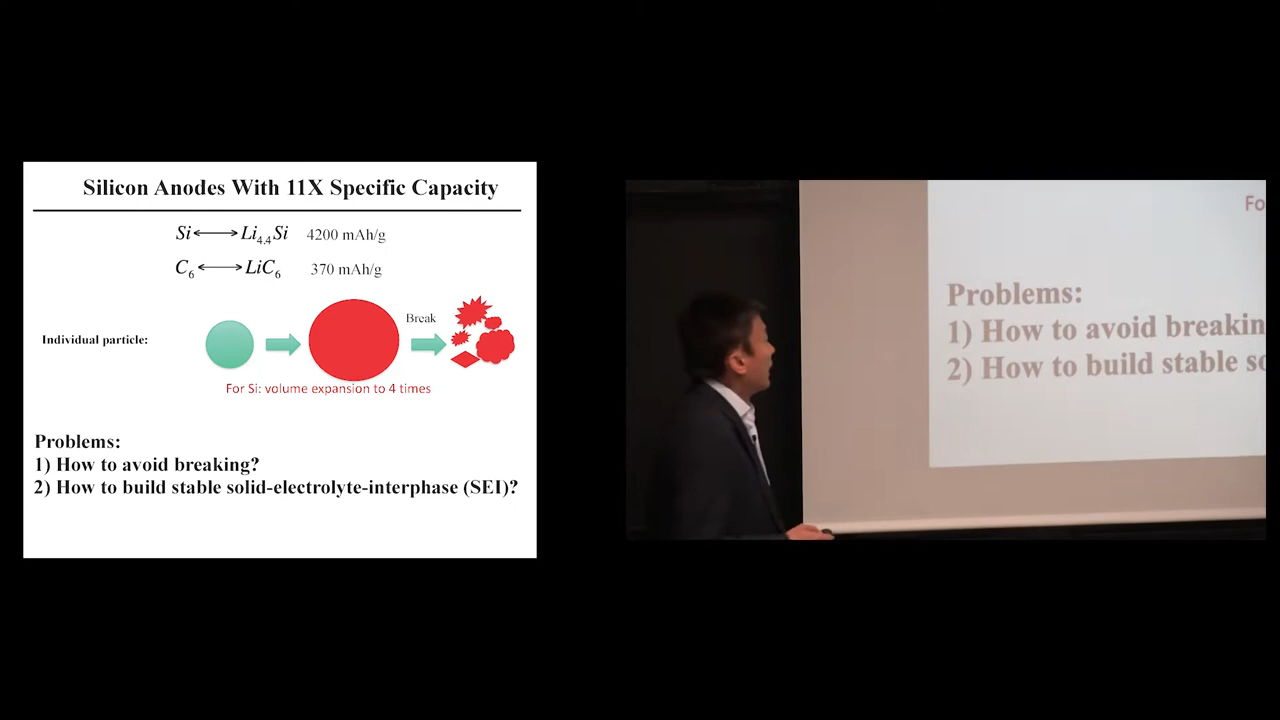 Silicon Anodes With 11X Specific Capacity
Si ⟷ Li4.4Si 4200 mAh/g
C6 ⟷ LiC6 370 mAh/g
Break
Individual particle:
For Si: volume expansion to 4 times
Problems:
1) How to avoid breaking?
2) How to build stable solid-electrolyte-interphase (SEI)?
Fo
Problems:
1) How to avoid breakin
2) How to build stable so